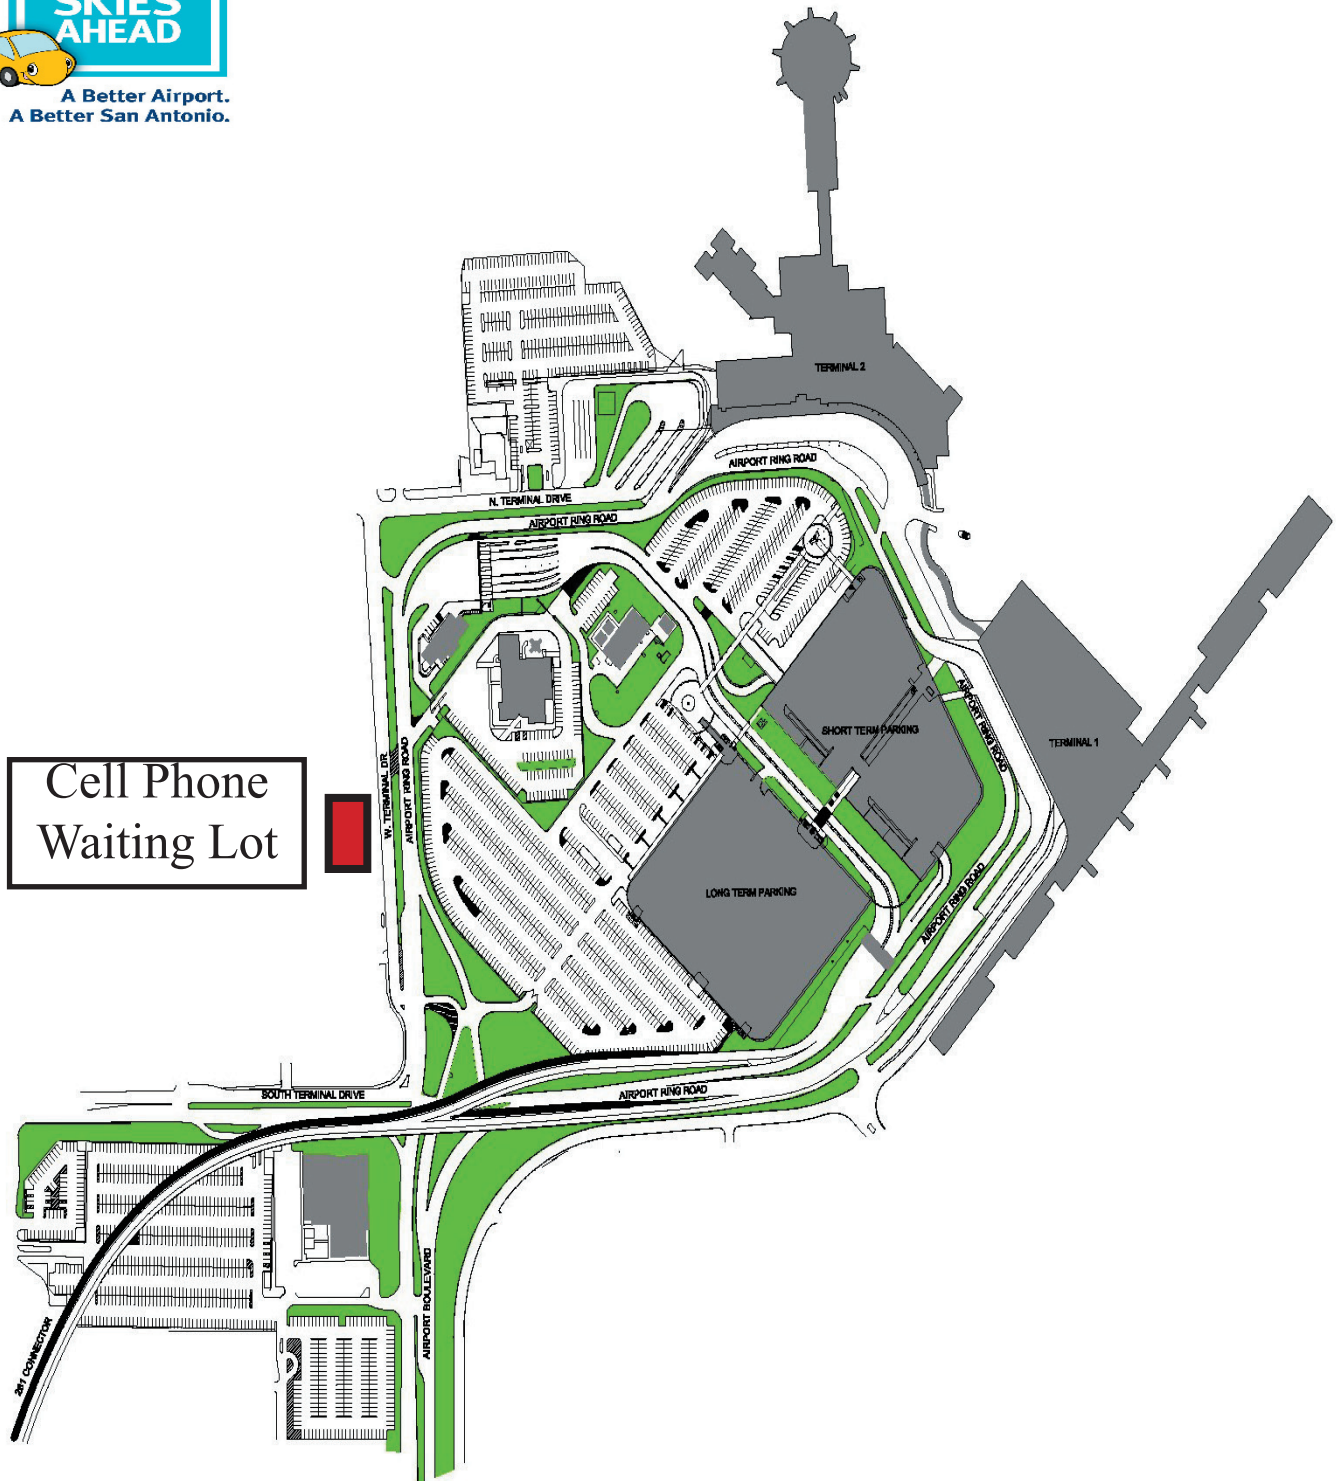 SKIES
AHEAD
A Better Airport.
A Better San Antonio.
TERMINAL 2
AIRPORT RING ROAD
N. TERMINAL DRIVE
AIRPORT RING ROAD
AIRPORT RING ROAD
SHORT TERM PARKING
TERMINAL 1
W. TERMINAL DR
AIRPORT RING ROAD
Cell Phone
Waiting Lot
LONG TERM PARKING
AIRPORT RING ROAD
SOUTH TERMINAL DRIVE
AIRPORT RING ROAD
AIRPORT BOULEVARD
281 CONNECTOR